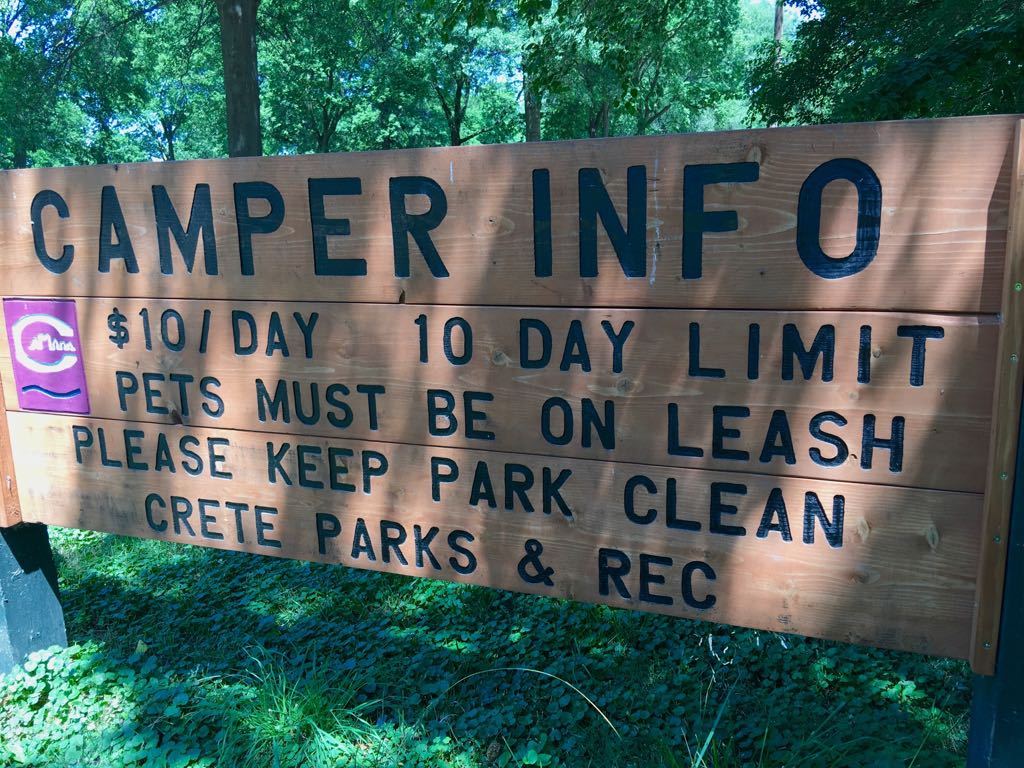 CAMPER INFO
$10/DAY 10 DAY LIMIT
PETS MUST BE ON LEASH
PLEASE KEEP PARK CLEAN
CRETE PARKS & REC